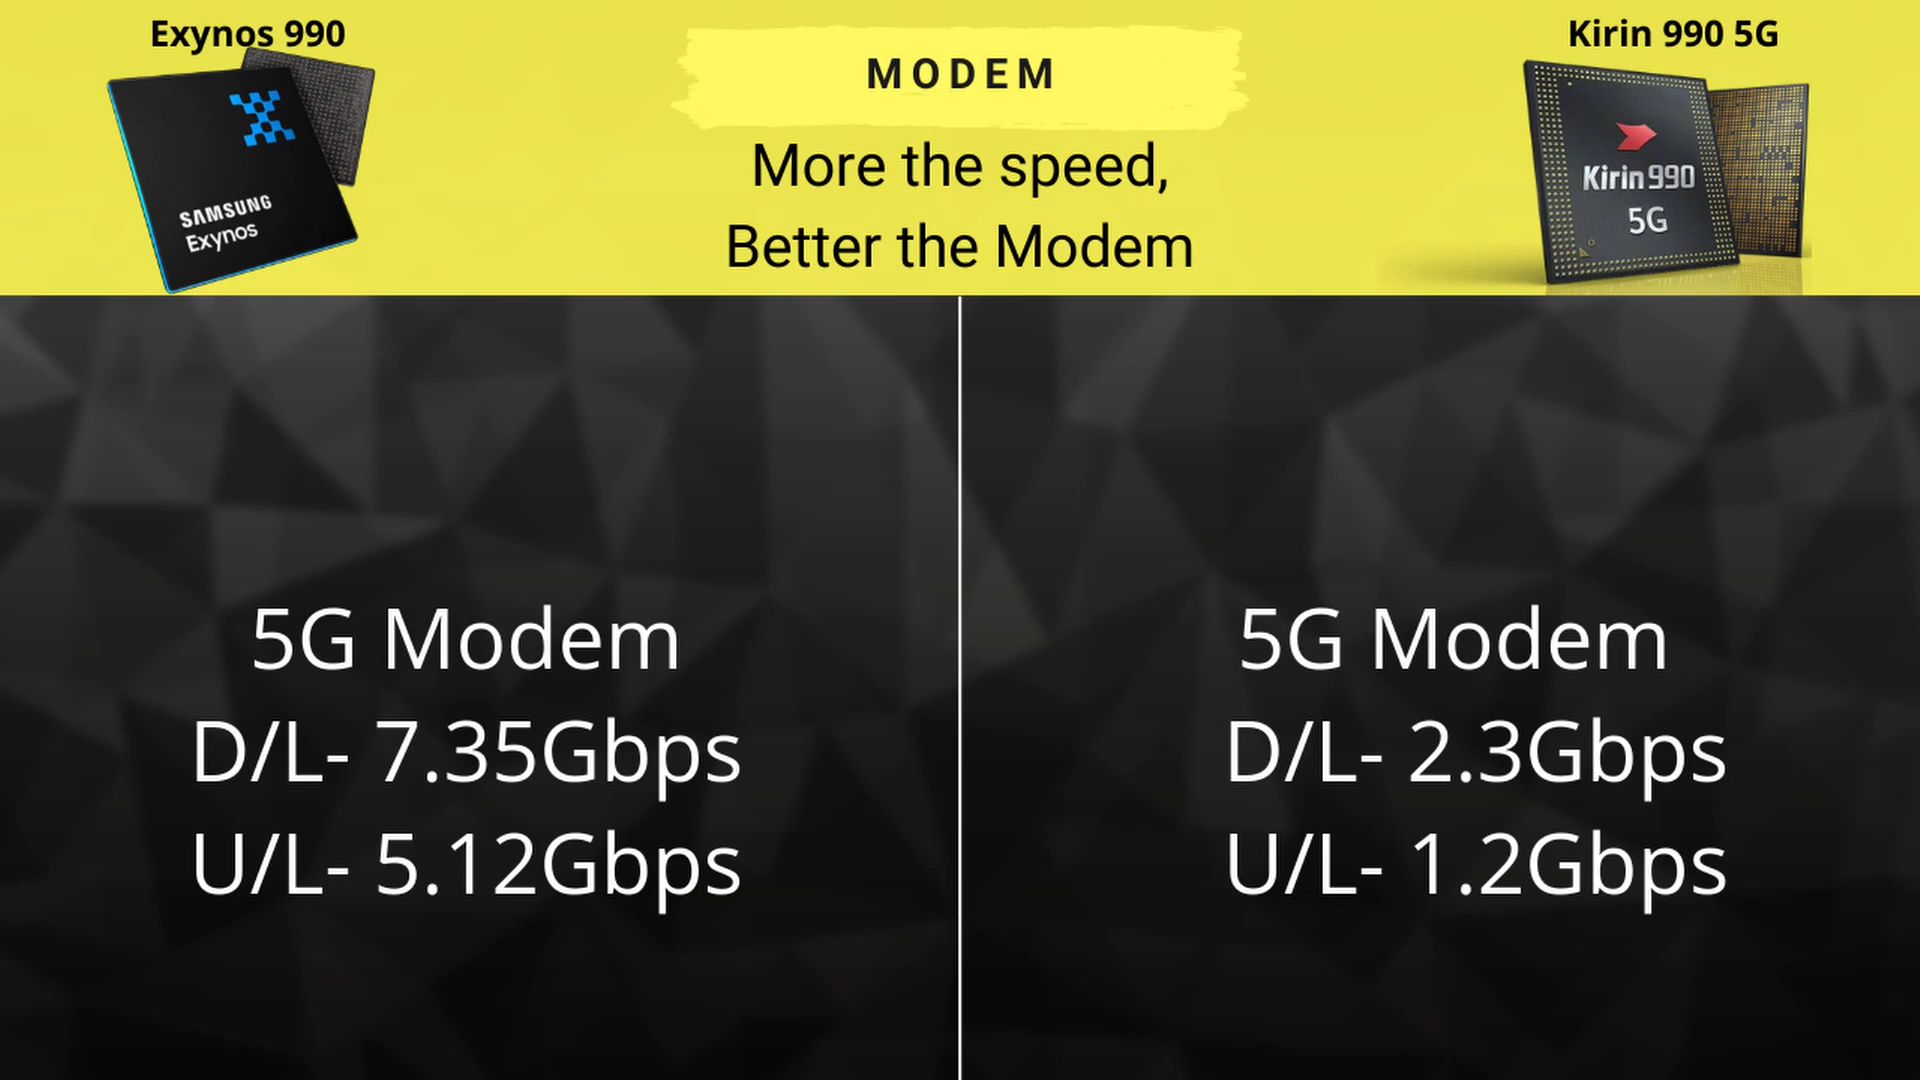 Exynos 990
SAMSUNG
Exynos
MODEM
More the speed,
Better the Modem
Kirin 990 5G
Kirin 990
5G
5G Modem
D/L- 7.35Gbps
U/L- 5.12Gbps
5G Modem
D/L- 2.3Gbps
U/L- 1.2Gbps